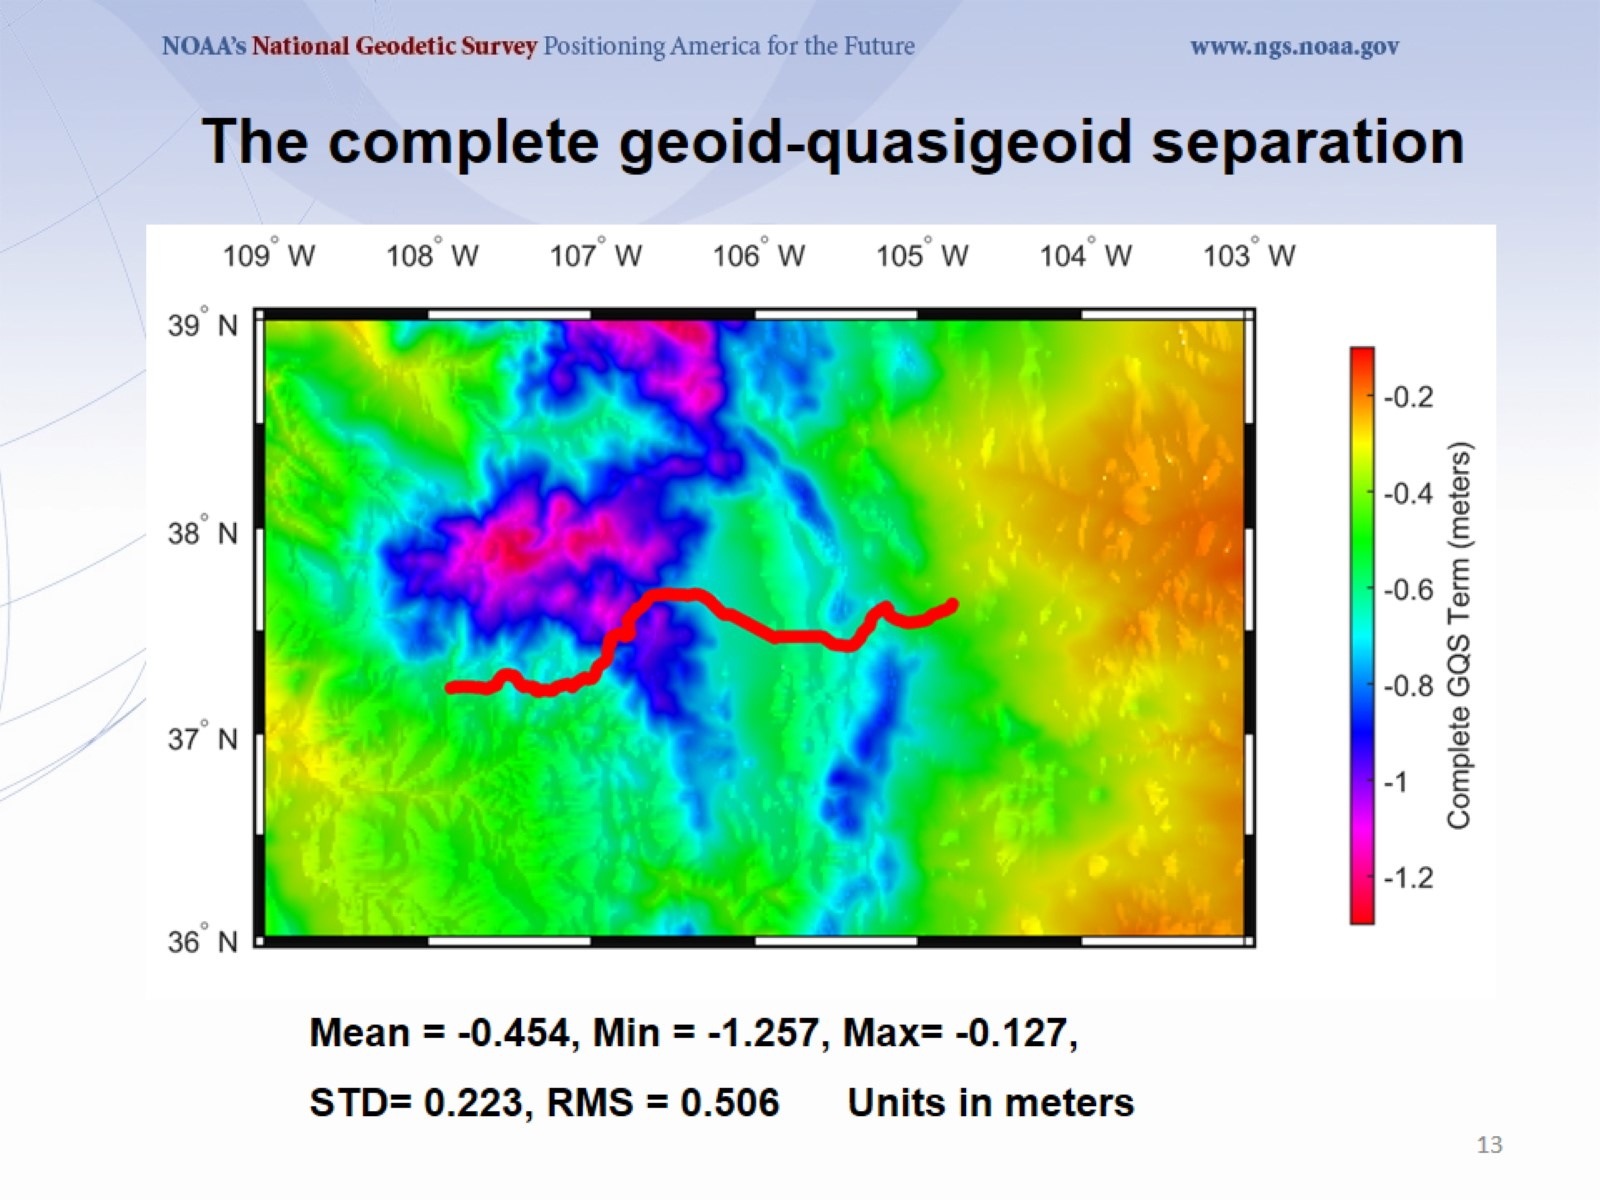 NOAA's National Geodetic Survey Positioning America for the Future www.ngs.noaa.gov
The complete geoid-quasigeoid separation
109° W 108° W 107° W 106° W 105° W 104° W 103° W
39° N
38° N
37° N
36° N
-0.2
-0.4
-0.6
-0.8
-1
-1.2
Complete GQS Term (meters)
Mean = -0.454, Min = -1.257, Max= -0.127,
STD= 0.223, RMS = 0.506 Units in meters
13